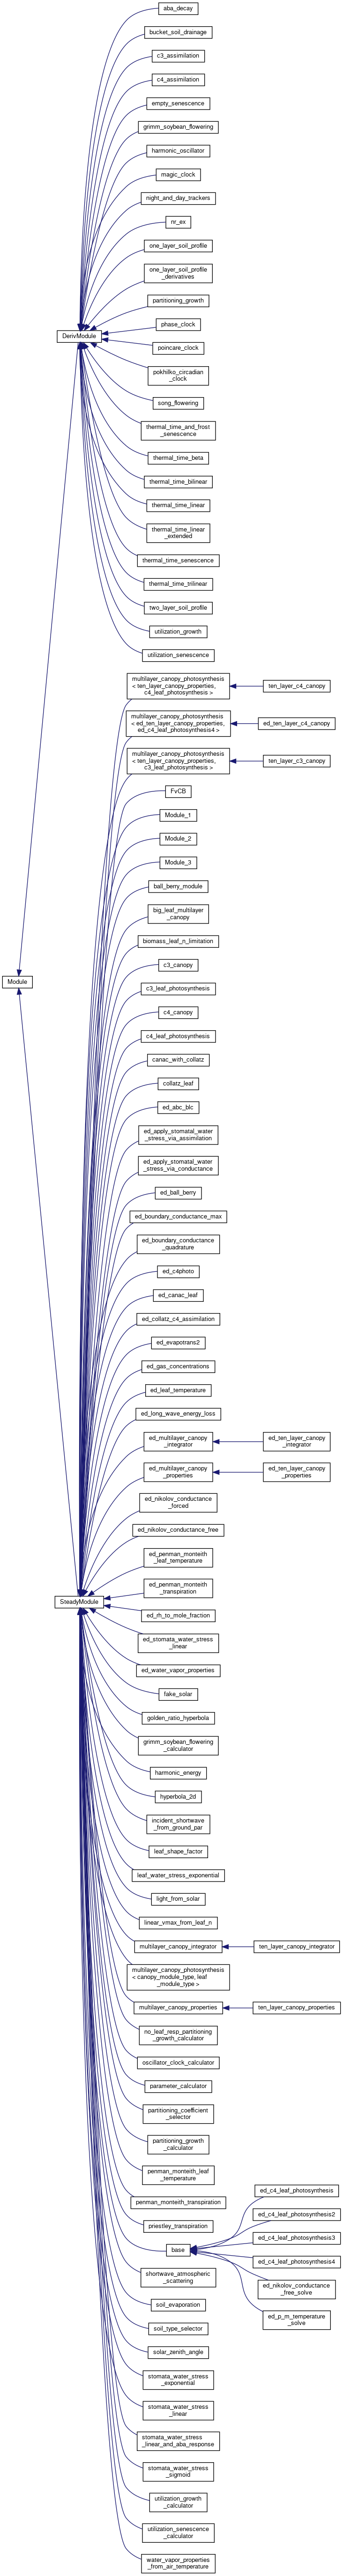 aba_decay
bucket_soil_drainage
c3_assimilation
c4_assimilation
empty_senescence
grimm_soybean_flowering
harmonic_oscillator
magic_clock
night_and_day_trackers
nr_ex
one_layer_soil_profile
one_layer_soil_profile
_derivatives
partitioning_growth
phase_clock
DerivModule
poincare_clock
pokhilko_circadian
_clock
song_flowering
thermal_time_and_frost
_senescence
thermal_time_beta
thermal_time_bilinear
thermal_time_linear
thermal_time_linear
_extended
thermal_time_senescence
thermal_time_trilinear
two_layer_soil_profile
utilization_growth
utilization_senescence
multilayer_canopy_photosynthesis
< ten_layer_canopy_properties,
c4_leaf_photosynthesis >
ten_layer_c4_canopy
multilayer_canopy_photosynthesis
< ed_ten_layer_canopy_properties,
ed_c4_leaf_photosynthesis4 >
ed_ten_layer_c4_canopy
multilayer_canopy_photosynthesis
< ten_layer_canopy_properties,
c3_leaf_photosynthesis >
ten_layer_c3_canopy
FvCB
Module_1
Module_2
Module_3
ball_berry_module
big_leaf_multilayer
_canopy
biomass_leaf_n_limitation
c3_canopy
Module
c3_leaf_photosynthesis
c4_canopy
c4_leaf_photosynthesis
canac_with_collatz
collatz_leaf
ed_abc_blc
ed_apply_stomatal_water
_stress_via_assimilation
ed_apply_stomatal_water
_stress_via_conductance
ed_ball_berry
ed_boundary_conductance_max
ed_boundary_conductance
_quadrature
ed_c4photo
ed_canac_leaf
ed_collatz_c4_assimilation
ed_evapotrans2
ed_gas_concentrations
ed_leaf_temperature
ed_long_wave_energy_loss
ed_multilayer_canopy
_integrator
ed_ten_layer_canopy
_integrator
ed_multilayer_canopy
_properties
ed_ten_layer_canopy
_properties
ed_nikolov_conductance
_forced
ed_nikolov_conductance_free
ed_penman_monteith
_leaf_temperature
ed_penman_monteith
_transpiration
SteadyModule
ed_rh_to_mole_fraction
ed_stomata_water_stress
_linear
ed_water_vapor_properties
fake_solar
golden_ratio_hyperbola
grimm_soybean_flowering
_calculator
harmonic_energy
hyperbola_2d
incident_shortwave
_from_ground_par
leaf_shape_factor
leaf_water_stress_exponential
light_from_solar
linear_vmax_from_leaf_n
multilayer_canopy_integrator
ten_layer_canopy_integrator
multilayer_canopy_photosynthesis
< canopy_module_type, leaf
_module_type >
multilayer_canopy_properties
ten_layer_canopy_properties
no_leaf_resp_partitioning
_growth_calculator
oscillator_clock_calculator
parameter_calculator
partitioning_coefficient
_selector
partitioning_growth
_calculator
penman_monteith_leaf
_temperature
penman_monteith_transpiration
priestley_transpiration
base
ed_c4_leaf_photosynthesis
ed_c4_leaf_photosynthesis2
ed_c4_leaf_photosynthesis3
ed_c4_leaf_photosynthesis4
ed_nikolov_conductance
_free_solve
ed_p_m_temperature
_solve
shortwave_atmospheric
_scattering
soil_evaporation
soil_type_selector
solar_zenith_angle
stomata_water_stress
_exponential
stomata_water_stress
_linear
stomata_water_stress
_linear_and_aba_response
stomata_water_stress
_sigmoid
utilization_growth
_calculator
utilization_senescence
_calculator
water_vapor_properties
_from_air_temperature